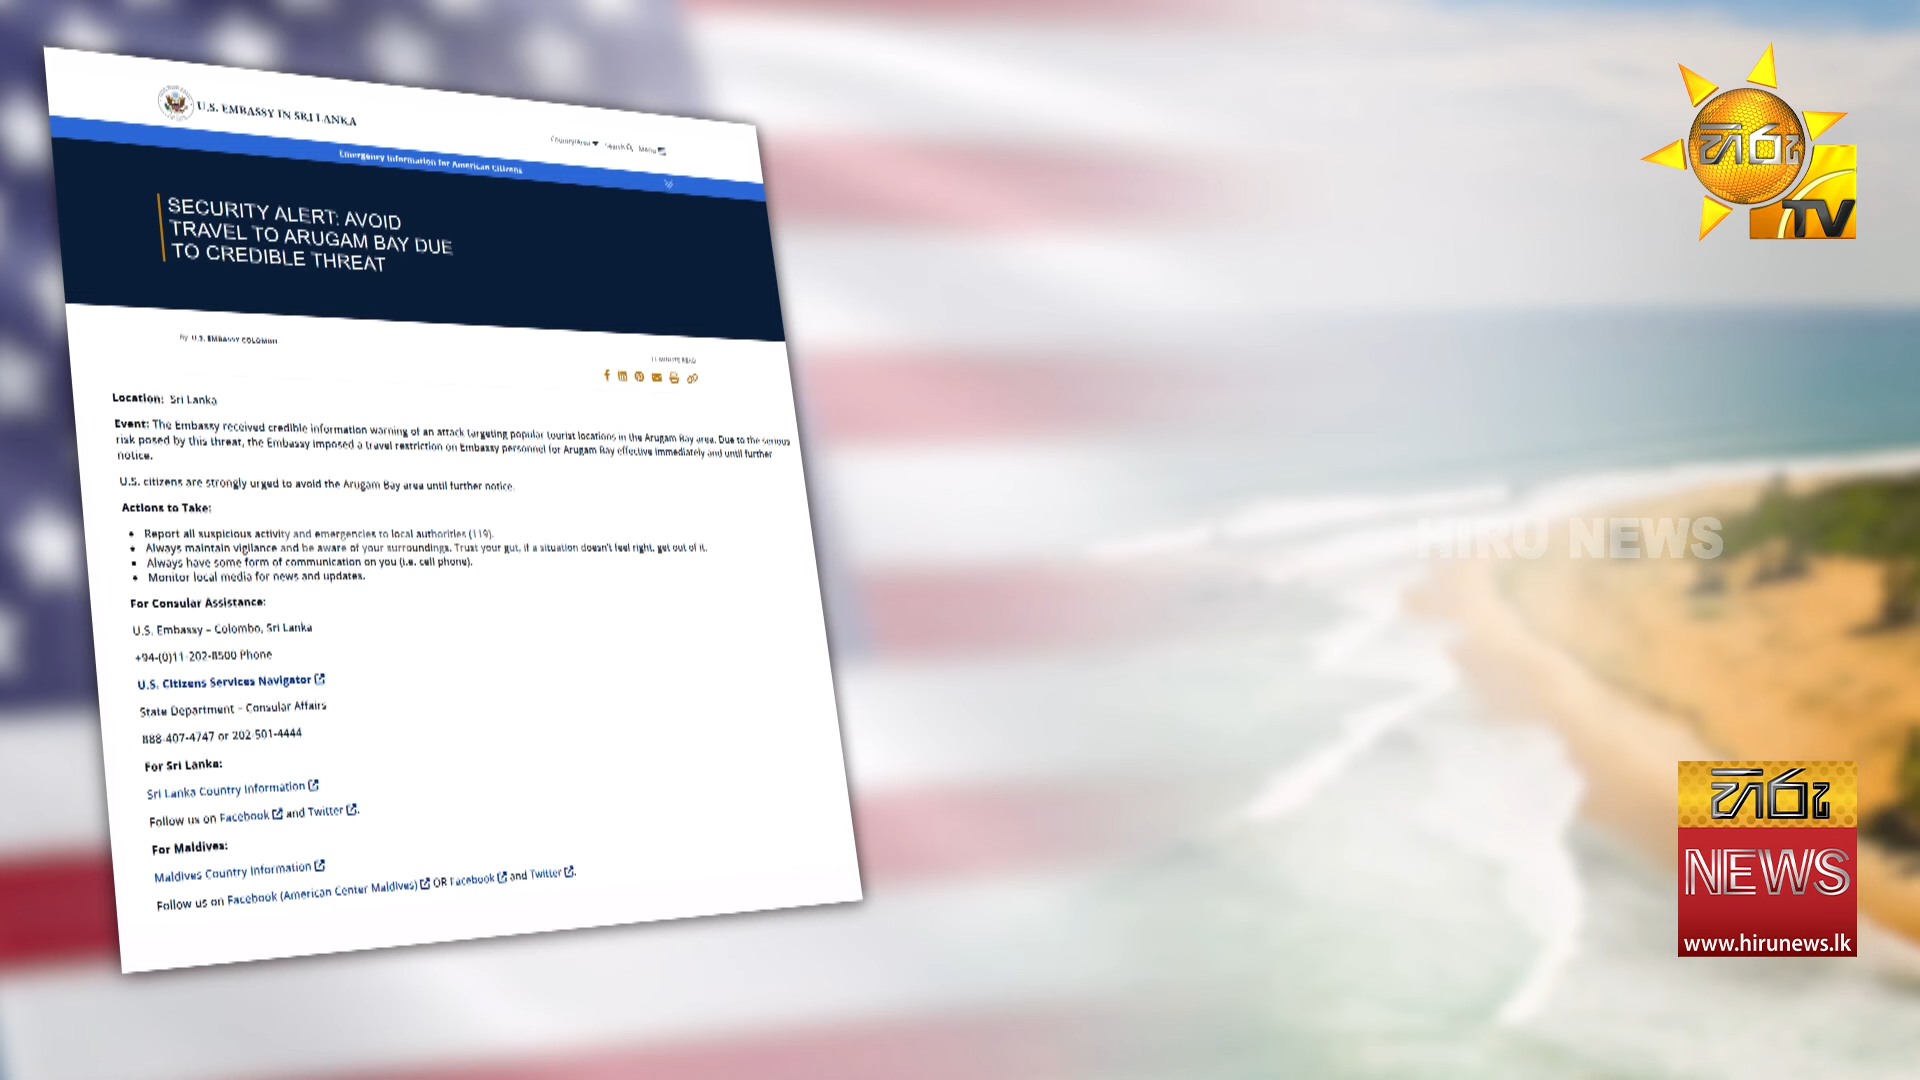 U.S. EMBASSY IN SRI LANKA
Country/Area Search Menu
Emergency Information for American Citizens
SECURITY ALERT: AVOID
TRAVEL TO ARUGAM BAY DUE
TO CREDIBLE THREAT
By U.S. EMBASSY COLOMBO
MINUTE READ
Location: Sri Lanka
Event: The Embassy received credible information warning of an attack targeting popular tourist locations in the Arugam Bay area. Due to the serious
risk posed by this threat, the Embassy imposed a travel restriction on Embassy personnel for Arugam Bay effective immediately and until further
notice.
U.S. citizens are strongly urged to avoid the Arugam Bay area until further notice.
Actions to Take:
• Report all suspicious activity and emergencies to local authorities (119).
• Always maintain vigilance and be aware of your surroundings. Trust your gut, if a situation doesn't feel right, get out of it.
• Always have some form of communication on you (i.e. cell phone).
• Monitor local media for news and updates.
For Consular Assistance:
U.S. Embassy – Colombo, Sri Lanka
+94-(0)11-202-8500 Phone
U.S. Citizens Services Navigator
State Department – Consular Affairs
888-407-4747 or 202-501-4444
For Sri Lanka:
Sri Lanka Country Information
Follow us on Facebook and Twitter.
For Maldives:
Maldives Country Information
Follow us on Facebook (American Center Maldives) OR Facebook and Twitter.
හිරු
TV
HIRU NEWS
හිරු
NEWS
www.hirunews.lk